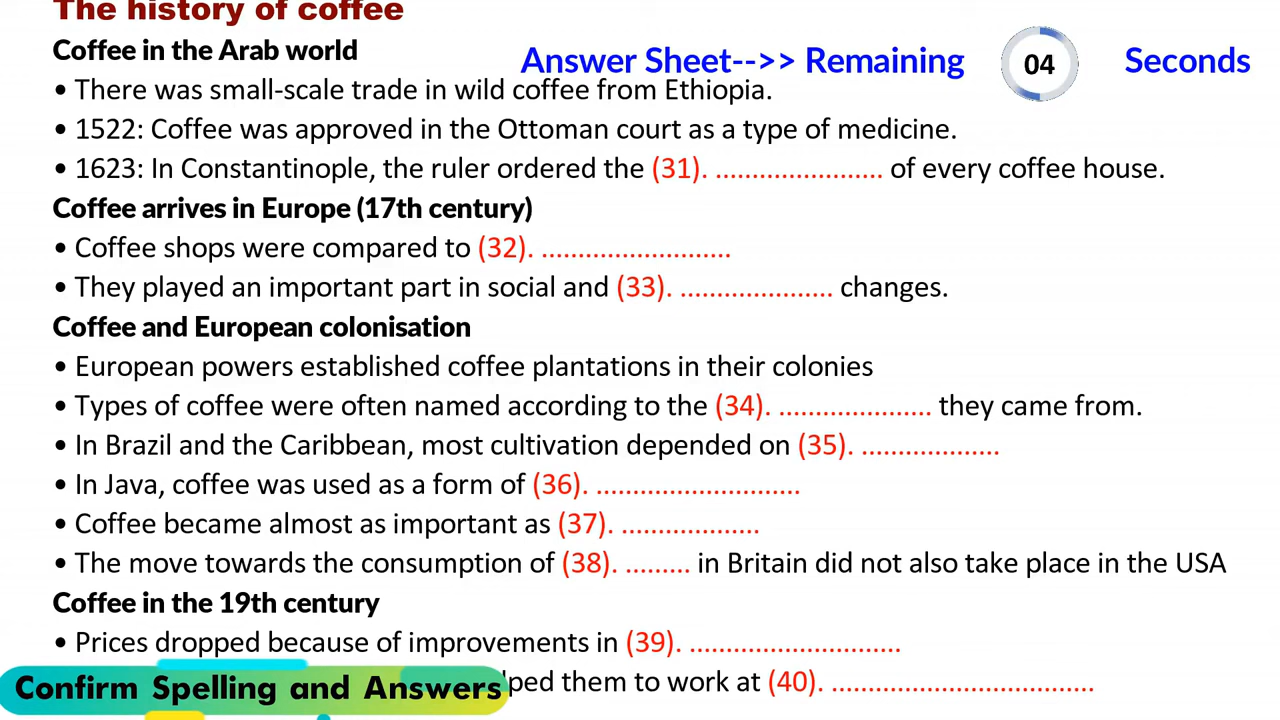 The history of coffee
Coffee in the Arab world
Answer Sheet-->> Remaining 04 Seconds
• There was small-scale trade in wild coffee from Ethiopia.
• 1522: Coffee was approved in the Ottoman court as a type of medicine.
• 1623: In Constantinople, the ruler ordered the (31). ...................... of every coffee house.
Coffee arrives in Europe (17th century)
• Coffee shops were compared to (32). .........................
• They played an important part in social and (33). .................... changes.
Coffee and European colonisation
• European powers established coffee plantations in their colonies
• Types of coffee were often named according to the (34). .................... they came from.
• In Brazil and the Caribbean, most cultivation depended on (35). ..................
• In Java, coffee was used as a form of (36). ...........................
• Coffee became almost as important as (37). ..................
• The move towards the consumption of (38). ......... in Britain did not also take place in the USA
Coffee in the 19th century
• Prices dropped because of improvements in (39). ............................
Confirm Spelling and Answers
them to work at (40). ..................................